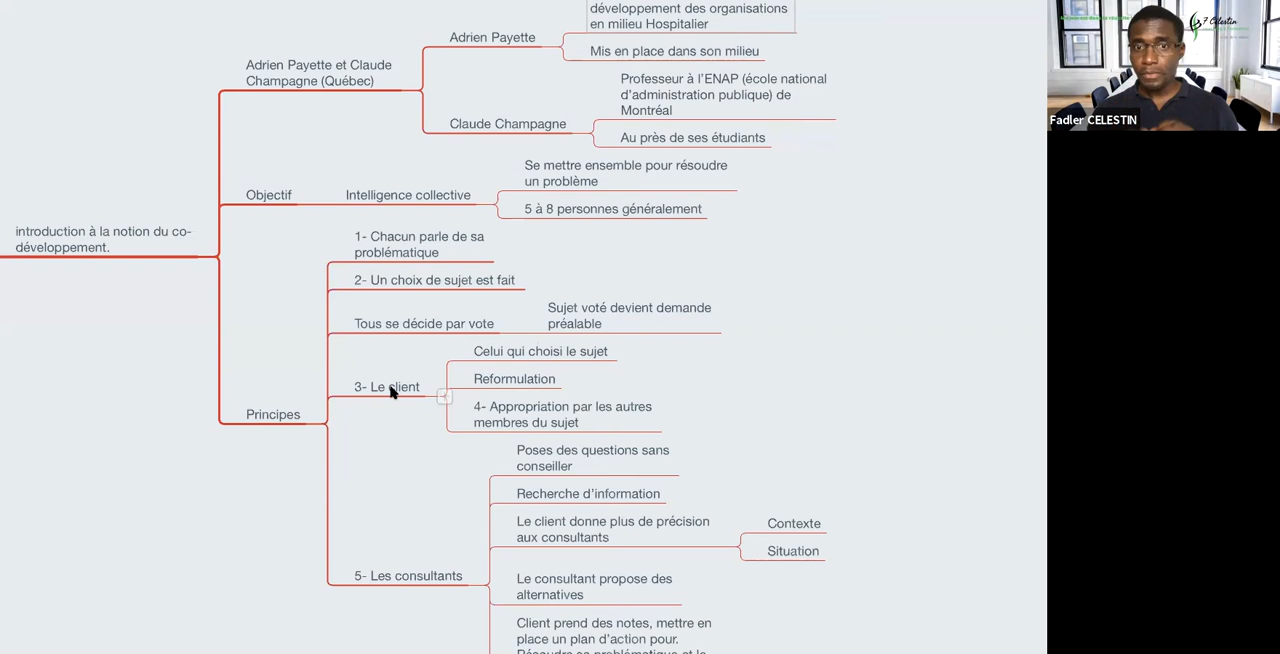 développement des organisations
en milieu Hospitalier
Adrien Payette
Mis en place dans son milieu
Adrien Payette et Claude
Champagne (Québec)
Professeur à l'ENAP (école national
d'administration publique) de
Montréal
Claude Champagne
Au près de ses étudiants
Se mettre ensemble pour résoudre
un problème
Objectif
Intelligence collective
5 à 8 personnes généralement
introduction à la notion du co-
développement.
1- Chacun parle de sa
problématique
2- Un choix de sujet est fait
Tous se décide par vote
Sujet voté devient demande
préalable
Celui qui choisi le sujet
3- Le client
Reformulation
4- Appropriation par les autres
membres du sujet
Principes
Poses des questions sans
conseiller
Recherche d'information
Le client donne plus de précision
aux consultants
Contexte
Situation
5- Les consultants
Le consultant propose des
alternatives
Client prend des notes, mettre en
place un plan d'action pour.
7 Célestin
Fadler CELESTIN